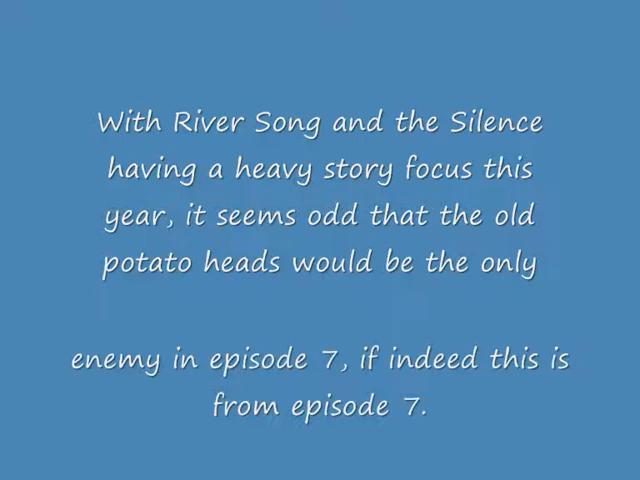 With River Song and the Silence
having a heavy story focus this
year, it seems odd that the old
potato heads would be the only
enemy in episode 7, if indeed this is
from episode 7.